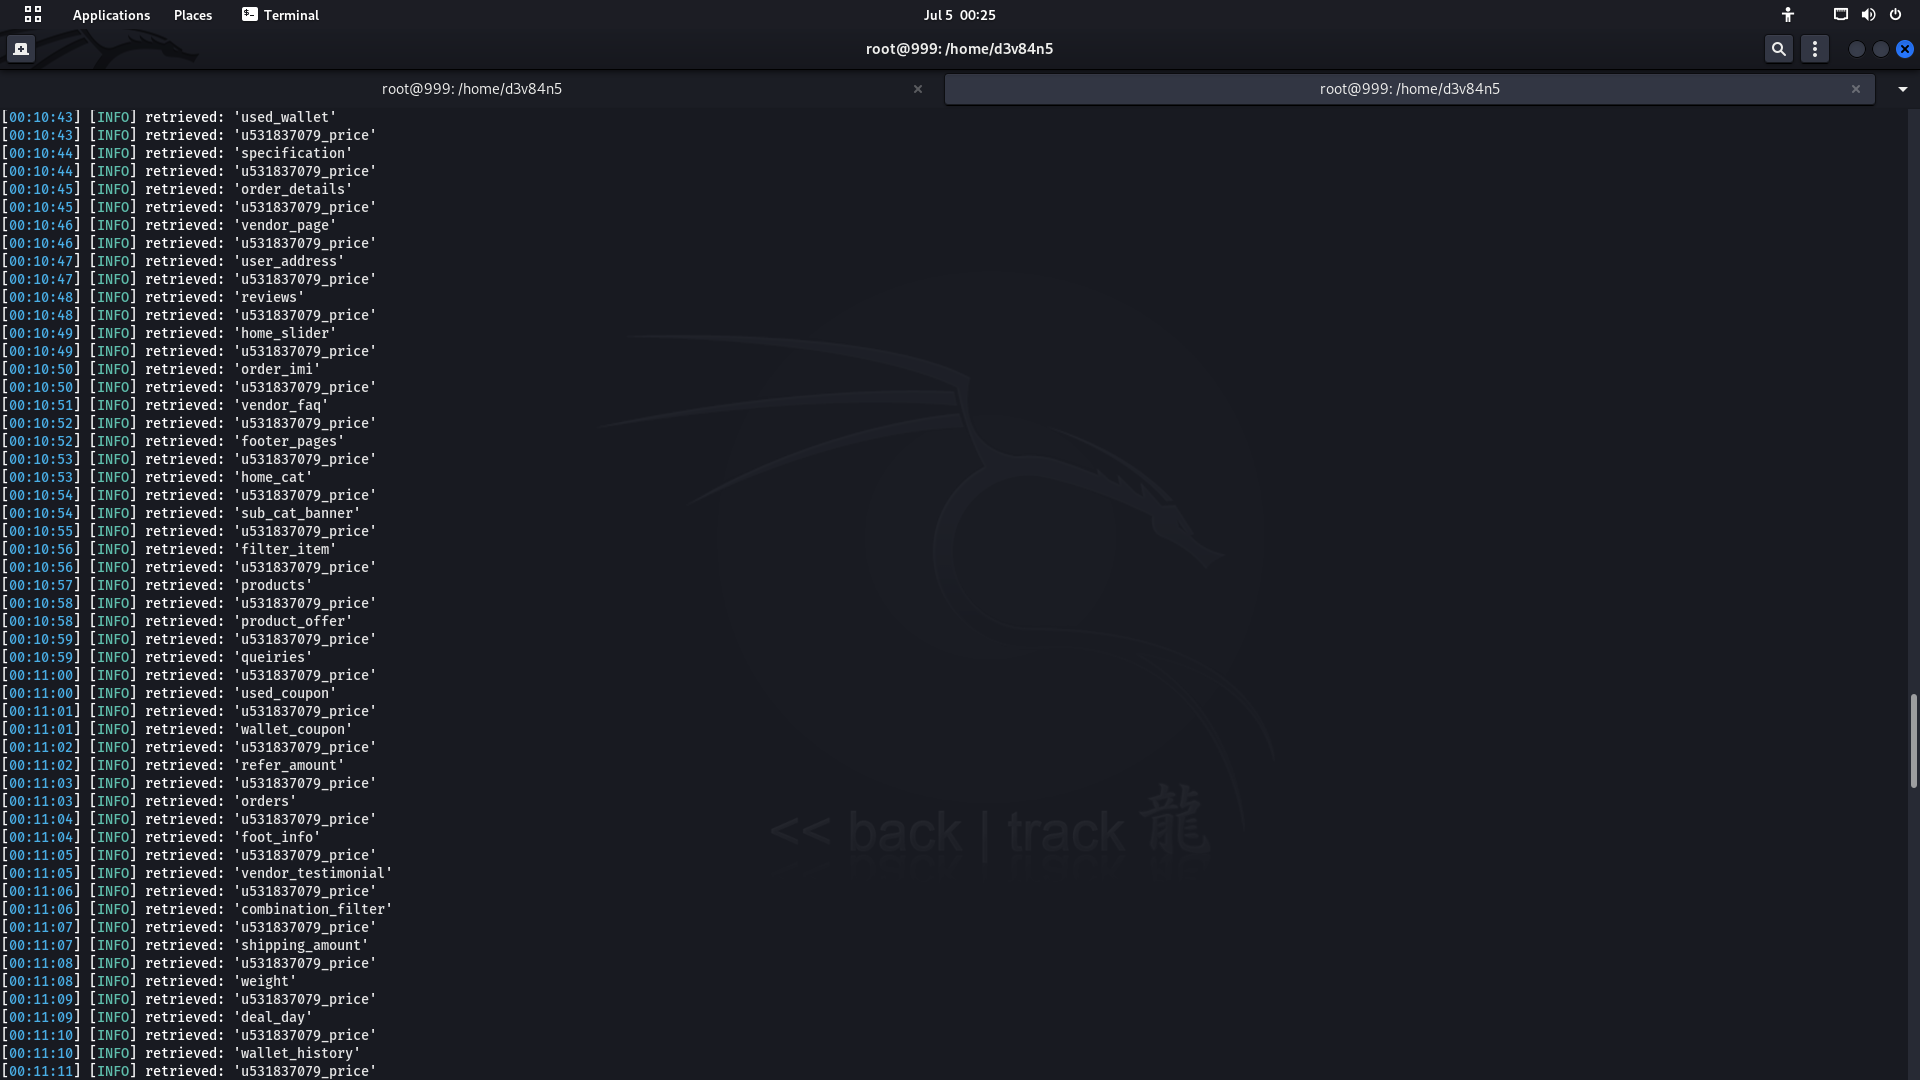 Applications Places Terminal Jul 5 00:25
root@999: /home/d3v84n5
root@999: /home/d3v84n5 root@999: /home/d3v84n5
[00:10:43] [INFO] retrieved: 'used_wallet'
[00:10:43] [INFO] retrieved: 'u531837079_price'
[00:10:44] [INFO] retrieved: 'specification'
[00:10:44] [INFO] retrieved: 'u531837079_price'
[00:10:45] [INFO] retrieved: 'order_details'
[00:10:45] [INFO] retrieved: 'u531837079_price'
[00:10:46] [INFO] retrieved: 'vendor_page'
[00:10:46] [INFO] retrieved: 'u531837079_price'
[00:10:47] [INFO] retrieved: 'user_address'
[00:10:47] [INFO] retrieved: 'u531837079_price'
[00:10:48] [INFO] retrieved: 'reviews'
[00:10:48] [INFO] retrieved: 'u531837079_price'
[00:10:49] [INFO] retrieved: 'home_slider'
[00:10:49] [INFO] retrieved: 'u531837079_price'
[00:10:50] [INFO] retrieved: 'order_imi'
[00:10:50] [INFO] retrieved: 'u531837079_price'
[00:10:51] [INFO] retrieved: 'vendor_faq'
[00:10:52] [INFO] retrieved: 'u531837079_price'
[00:10:52] [INFO] retrieved: 'footer_pages'
[00:10:53] [INFO] retrieved: 'u531837079_price'
[00:10:53] [INFO] retrieved: 'home_cat'
[00:10:54] [INFO] retrieved: 'u531837079_price'
[00:10:54] [INFO] retrieved: 'sub_cat_banner'
[00:10:55] [INFO] retrieved: 'u531837079_price'
[00:10:56] [INFO] retrieved: 'filter_item'
[00:10:56] [INFO] retrieved: 'u531837079_price'
[00:10:57] [INFO] retrieved: 'products'
[00:10:58] [INFO] retrieved: 'u531837079_price'
[00:10:58] [INFO] retrieved: 'product_offer'
[00:10:59] [INFO] retrieved: 'u531837079_price'
[00:10:59] [INFO] retrieved: 'queiries'
[00:11:00] [INFO] retrieved: 'u531837079_price'
[00:11:00] [INFO] retrieved: 'used_coupon'
[00:11:01] [INFO] retrieved: 'u531837079_price'
[00:11:01] [INFO] retrieved: 'wallet_coupon'
[00:11:02] [INFO] retrieved: 'u531837079_price'
[00:11:02] [INFO] retrieved: 'refer_amount'
[00:11:03] [INFO] retrieved: 'u531837079_price'
[00:11:03] [INFO] retrieved: 'orders'
[00:11:04] [INFO] retrieved: 'u531837079_price'
[00:11:04] [INFO] retrieved: 'foot_info'
[00:11:05] [INFO] retrieved: 'u531837079_price'
[00:11:05] [INFO] retrieved: 'vendor_testimonial'
[00:11:06] [INFO] retrieved: 'u531837079_price'
[00:11:06] [INFO] retrieved: 'combination_filter'
[00:11:07] [INFO] retrieved: 'u531837079_price'
[00:11:07] [INFO] retrieved: 'shipping_amount'
[00:11:08] [INFO] retrieved: 'u531837079_price'
[00:11:08] [INFO] retrieved: 'weight'
[00:11:09] [INFO] retrieved: 'u531837079_price'
[00:11:09] [INFO] retrieved: 'deal_day'
[00:11:10] [INFO] retrieved: 'u531837079_price'
[00:11:10] [INFO] retrieved: 'wallet_history'
[00:11:11] [INFO] retrieved: 'u531837079_price'
<< back | track 龍